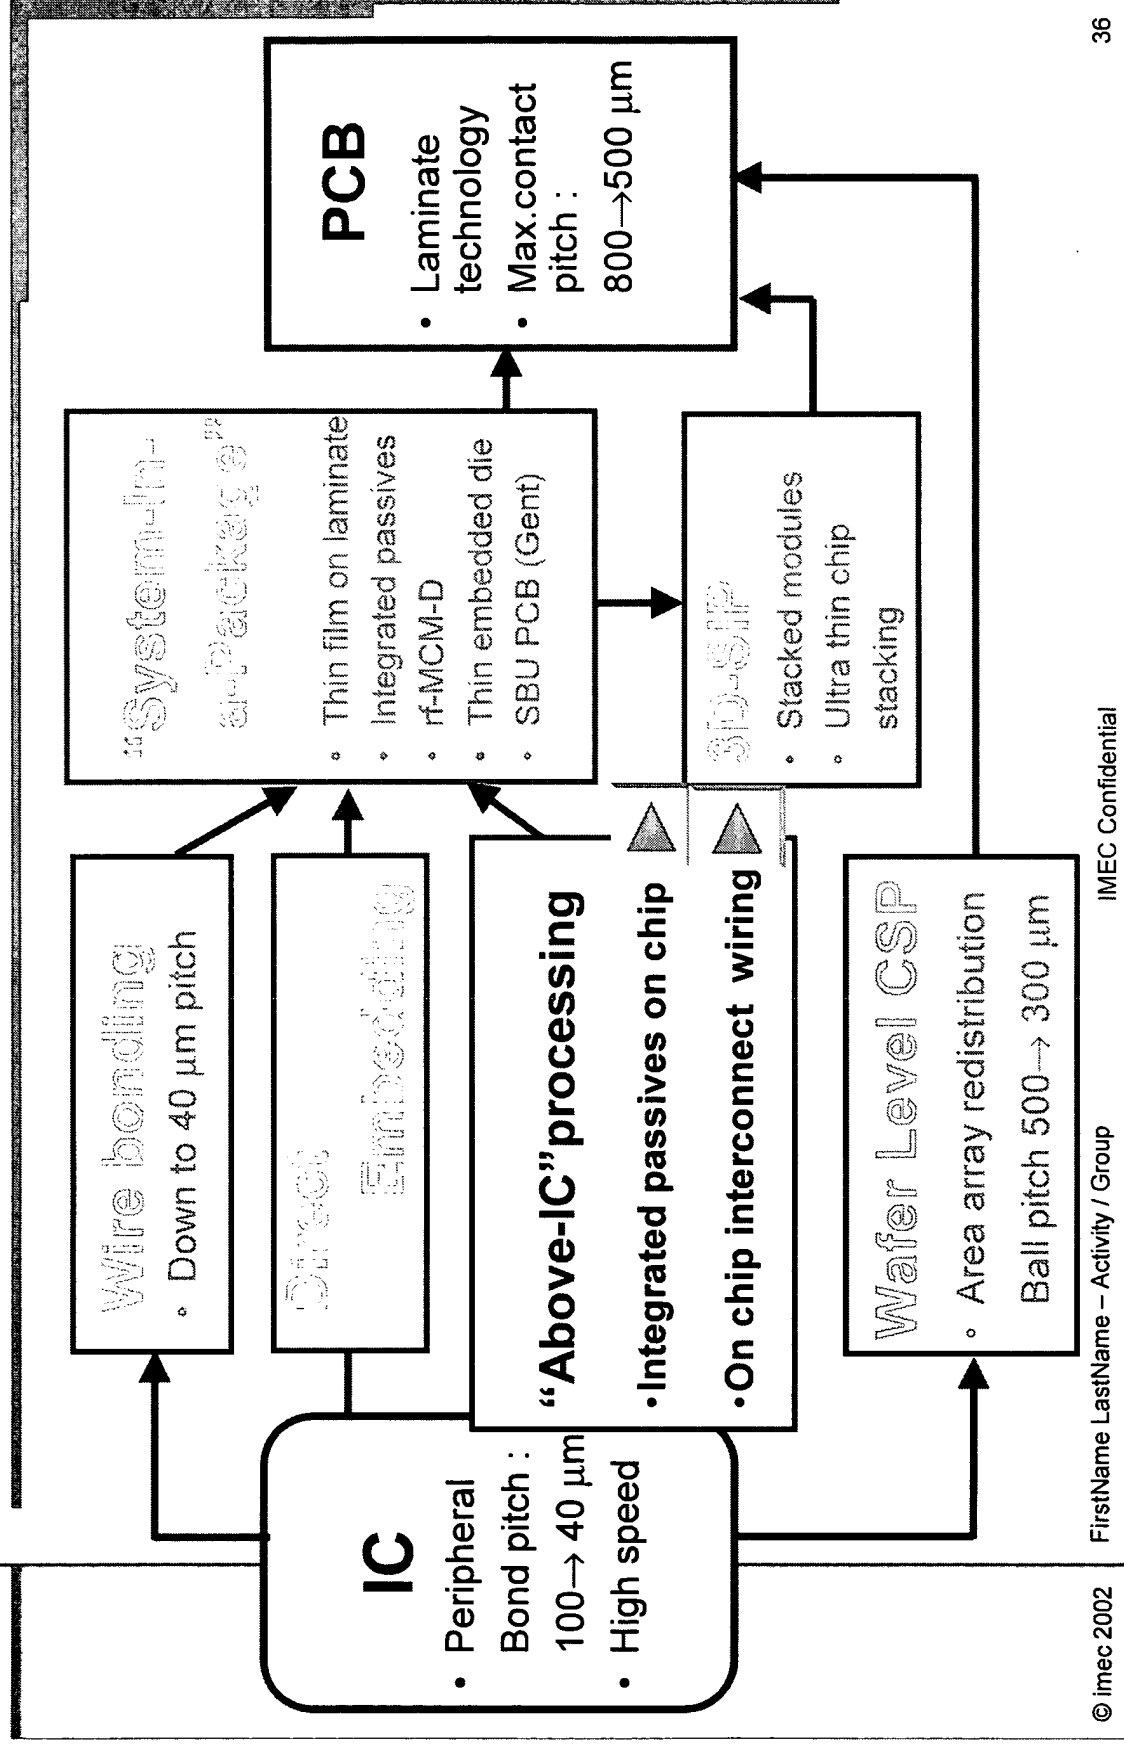 IC
• Peripheral
Bond pitch :
100→ 40 µm
• High speed
Wire bonding
• Down to 40 µm pitch
Direct
Embedding
“Above-IC”processing
•Integrated passives on chip
•On chip interconnect wiring
Wafer Level CSP
• Area array redistribution
Ball pitch 500→ 300 µm
“System-in-
a-Package”
• Thin film on laminate
• Integrated passives
• rf-MCM-D
• Thin embedded die
• SBU PCB (Gent)
3D-SIP
• Stacked modules
• Ultra thin chip
stacking
PCB
• Laminate
technology
• Max.contact
pitch :
800→500 µm
© imec 2002
FirstName LastName – Activity / Group
IMEC Confidential
36